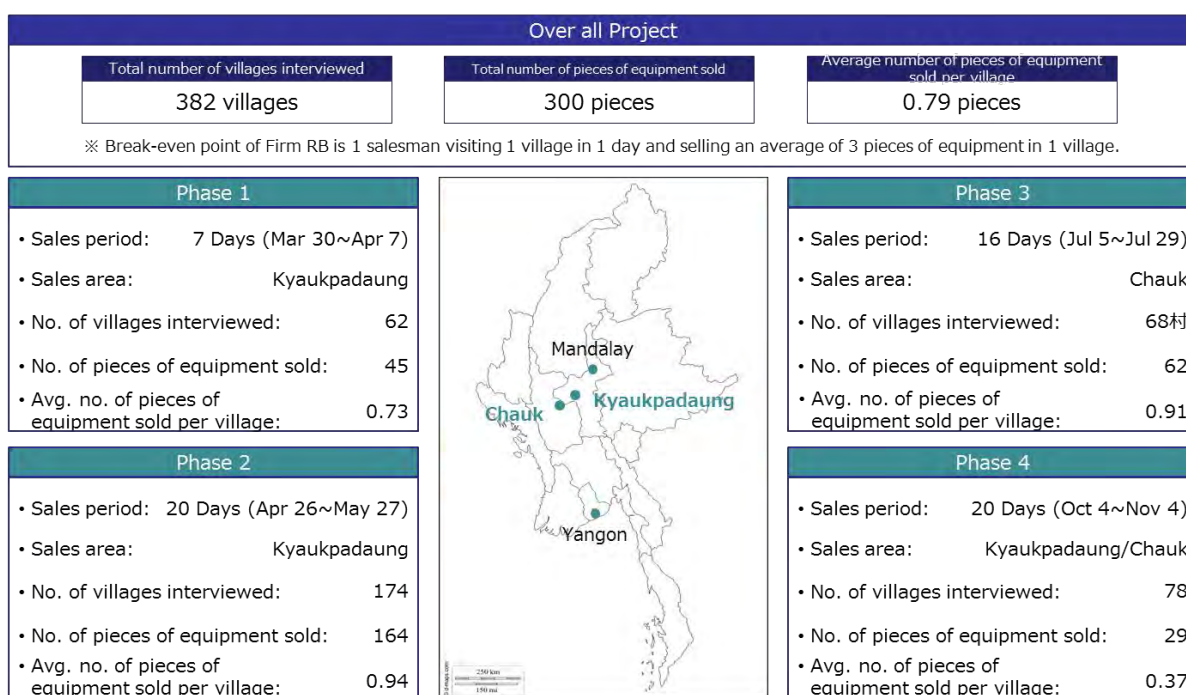 Over all Project
Total number of villages interviewed
382 villages
Total number of pieces of equipment sold
300 pieces
Average number of pieces of equipment
sold per village
0.79 pieces
※ Break-even point of Firm RB is 1 salesman visiting 1 village in 1 day and selling an average of 3 pieces of equipment in 1 village.
Phase 1
• Sales period: 7 Days (Mar 30~Apr 7)
• Sales area: Kyaukpadaung
• No. of villages interviewed: 62
• No. of pieces of equipment sold: 45
• Avg. no. of pieces of
equipment sold per village: 0.73
Phase 2
• Sales period: 20 Days (Apr 26~May 27)
• Sales area: Kyaukpadaung
• No. of villages interviewed: 174
• No. of pieces of equipment sold: 164
• Avg. no. of pieces of
equipment sold per village: 0.94
Mandalay
Kyaukpadaung
Chauk
Yangon
250 km
150 mi
Phase 3
• Sales period: 16 Days (Jul 5~Jul 29)
• Sales area: Chauk
• No. of villages interviewed: 68村
• No. of pieces of equipment sold: 62
• Avg. no. of pieces of
equipment sold per village: 0.91
Phase 4
• Sales period: 20 Days (Oct 4~Nov 4)
• Sales area: Kyaukpadaung/Chauk
• No. of villages interviewed: 78
• No. of pieces of equipment sold: 29
• Avg. no. of pieces of
equipment sold per village: 0.37